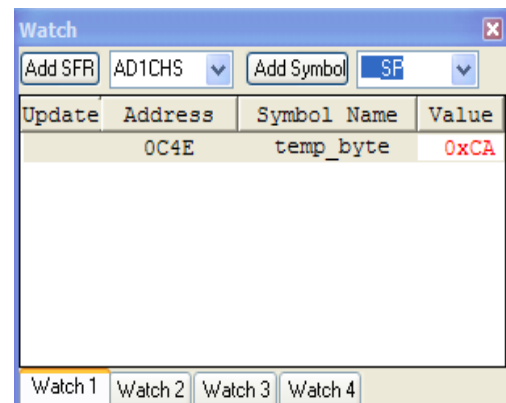 Watch
Add SFR AD1CHS Add Symbol __SP
Update Address Symbol Name Value
0C4E temp_byte 0xCA
Watch 1 Watch 2 Watch 3 Watch 4